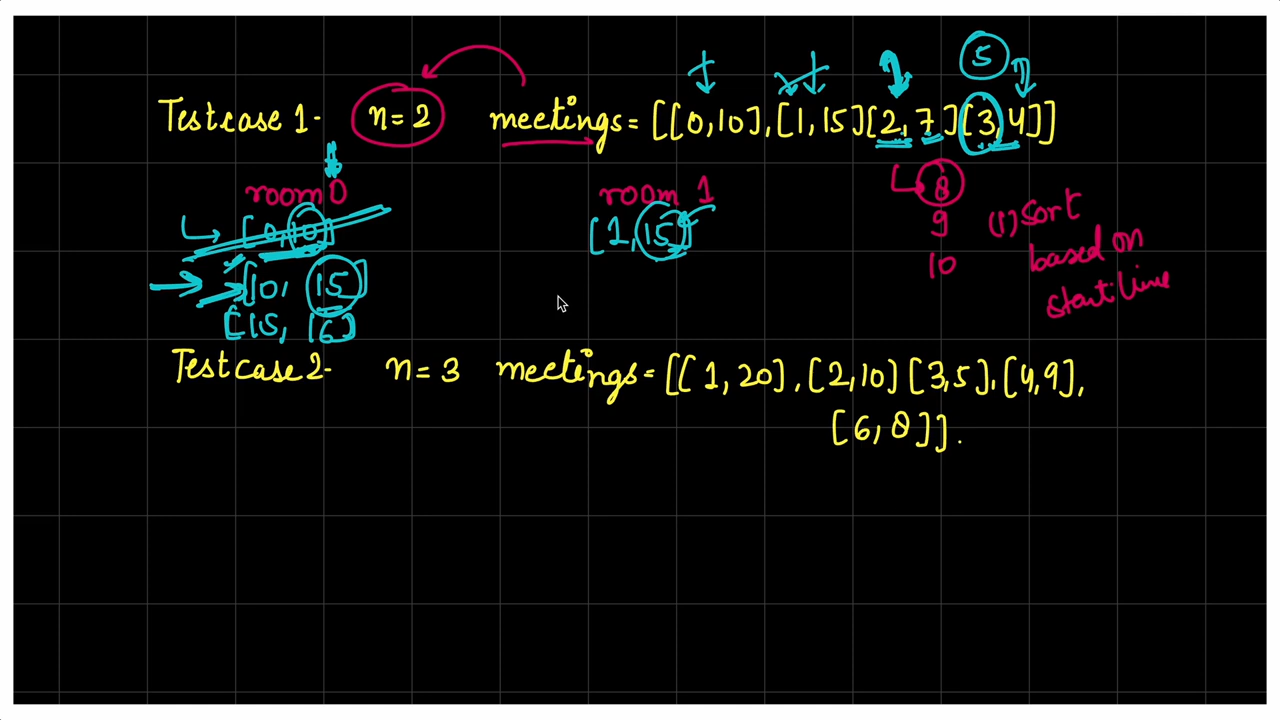 5
Testcase 1- n=2 meetings= [[0,10],[1,15][2,7][3,4]]
room 0 room 1 8
[0,10] [1,15] 9 (1) Sort
10 based on
[10, 15] start time
[15, 16]
Testcase 2- n = 3 meetings= [[1,20],[2,10][3,5],[4,9],
[6,8]].